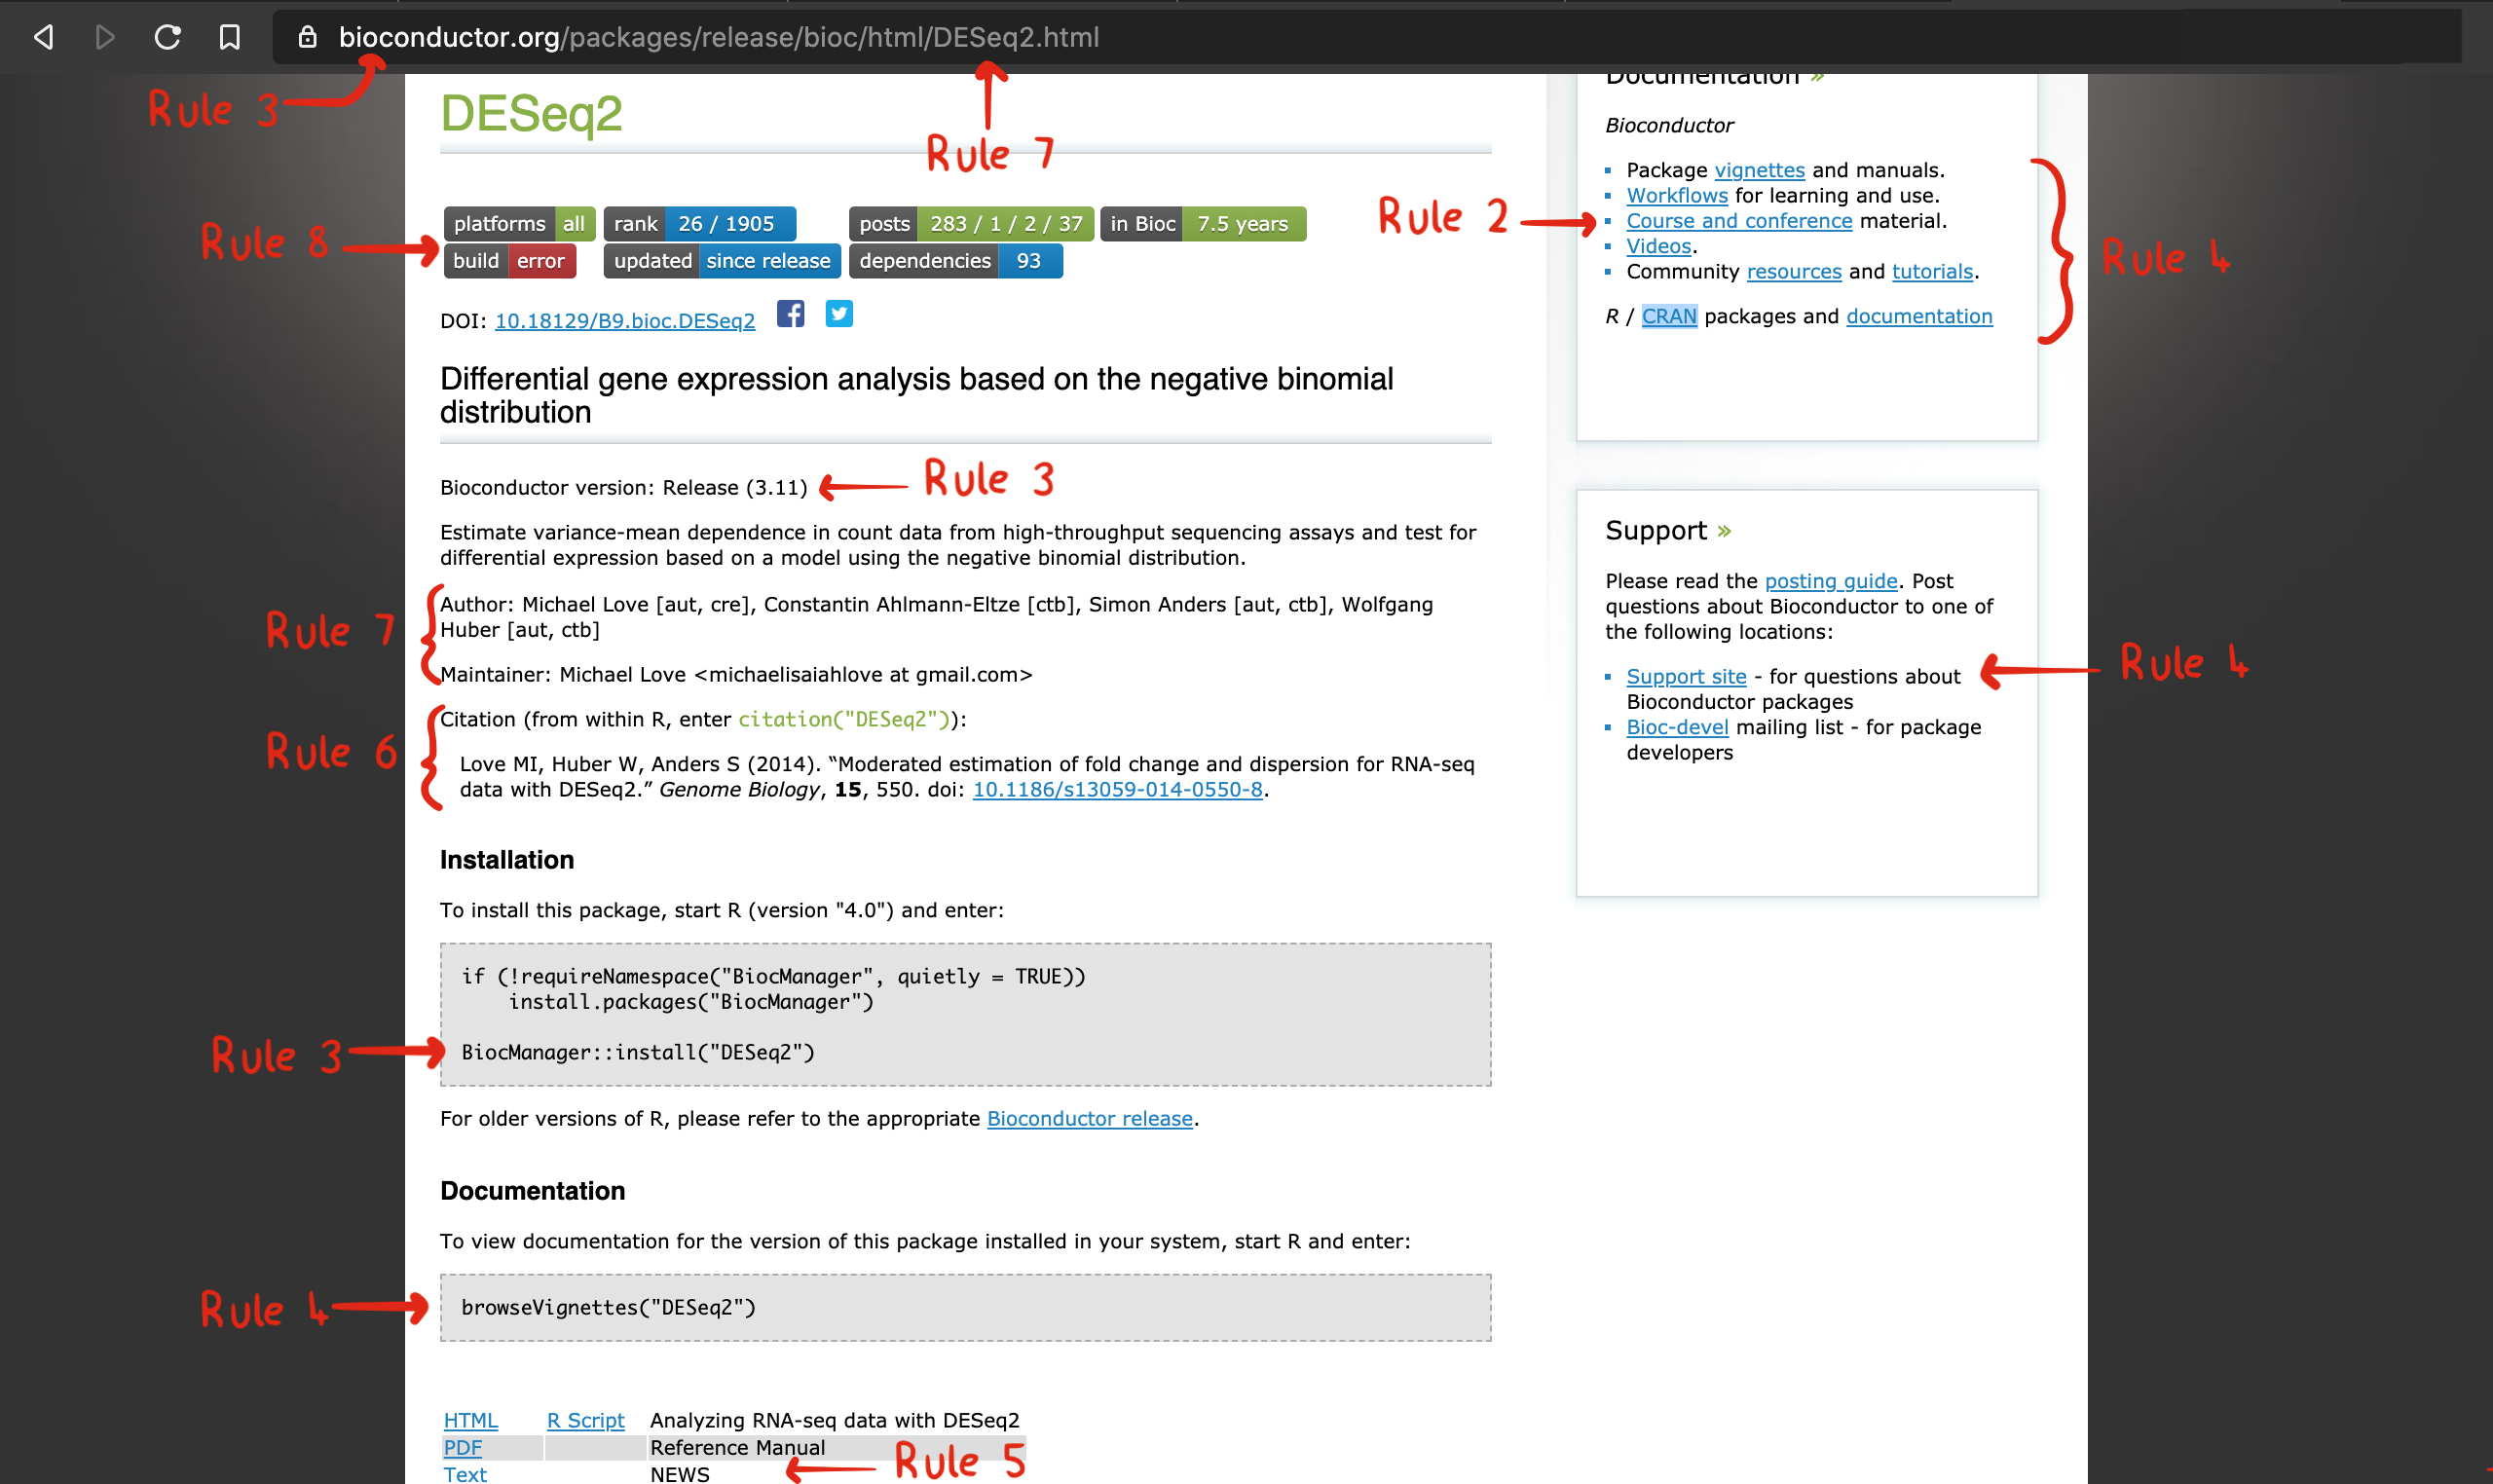 bioconductor.org/packages/release/bioc/html/DESeq2.html
Rule 3
Rule 7
DESeq2
Rule 8
platforms all rank 26 / 1905 posts 283 / 1 / 2 / 37 in Bioc 7.5 years
build error updated since release dependencies 93
DOI: 10.18129/B9.bioc.DESeq2
Differential gene expression analysis based on the negative binomial
distribution
Bioconductor version: Release (3.11)
Rule 3
Estimate variance-mean dependence in count data from high-throughput sequencing assays and test for
differential expression based on a model using the negative binomial distribution.
Rule 7
Author: Michael Love [aut, cre], Constantin Ahlmann-Eltze [ctb], Simon Anders [aut, ctb], Wolfgang
Huber [aut, ctb]
Maintainer: Michael Love <michaelisaiahlove at gmail.com>
Rule 6
Citation (from within R, enter citation("DESeq2")):
Love MI, Huber W, Anders S (2014). “Moderated estimation of fold change and dispersion for RNA-seq
data with DESeq2.” Genome Biology, 15, 550. doi: 10.1186/s13059-014-0550-8.
Installation
To install this package, start R (version "4.0") and enter:
if (!requireNamespace("BiocManager", quietly = TRUE))
install.packages("BiocManager")
Rule 3
BiocManager::install("DESeq2")
For older versions of R, please refer to the appropriate Bioconductor release.
Documentation
To view documentation for the version of this package installed in your system, start R and enter:
Rule 4
browseVignettes("DESeq2")
HTML R Script Analyzing RNA-seq data with DESeq2
PDF Reference Manual
Text NEWS
Rule 5
Documentation »
Bioconductor
Package vignettes and manuals.
Workflows for learning and use.
Rule 2
Course and conference material.
Videos.
Community resources and tutorials.
Rule 4
R / CRAN packages and documentation
Support »
Please read the posting guide. Post
questions about Bioconductor to one of
the following locations:
Support site - for questions about
Bioconductor packages
Rule 4
Bioc-devel mailing list - for package
developers